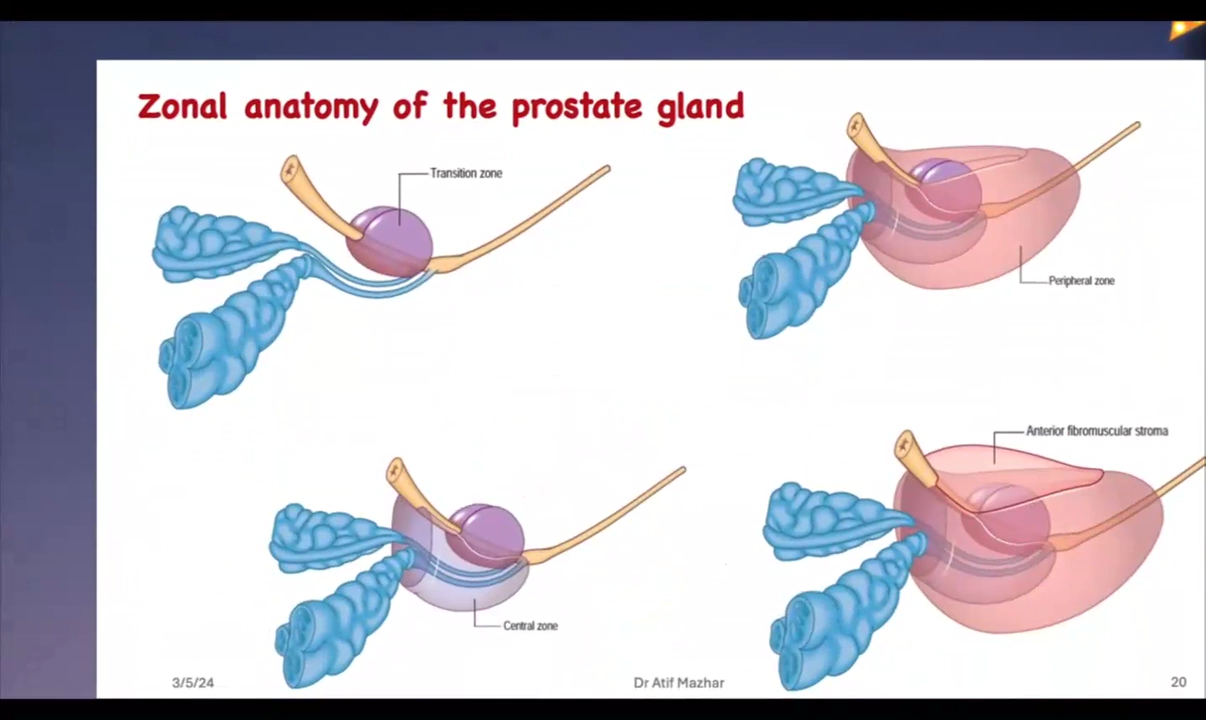 Zonal anatomy of the prostate gland
Transition zone
Peripheral zone
Central zone
Anterior fibromuscular stroma
3/5/24
Dr Atif Mazhar
20